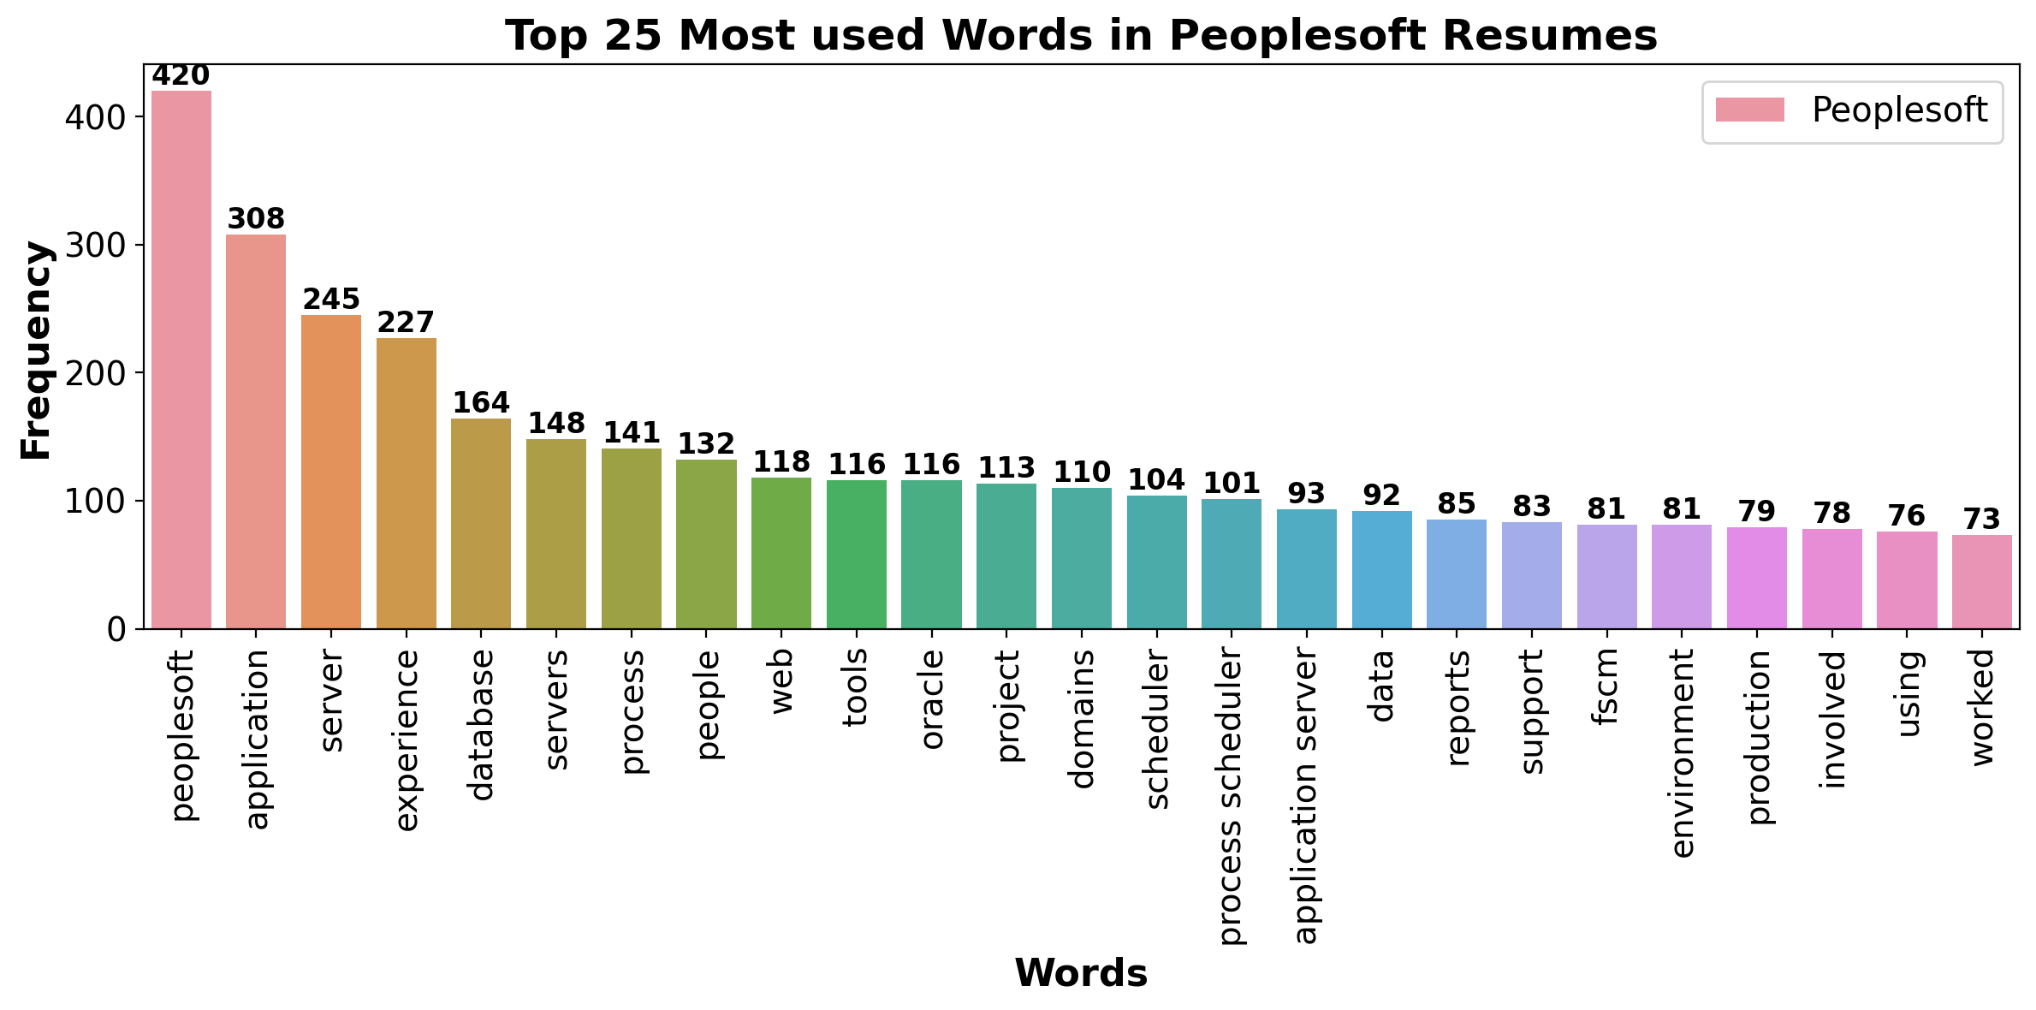 Top 25 Most used Words in Peoplesoft Resumes
Peoplesoft
Frequency
400
300
200
100
0
420
308
245
227
164
148
141
132
118
116
116
113
110
104
101
93
92
85
83
81
81
79
78
76
73
peoplesoft
application
server
experience
database
servers
process
people
web
tools
oracle
project
domains
scheduler
process scheduler
application server
data
reports
support
fscm
environment
production
involved
using
worked
Words